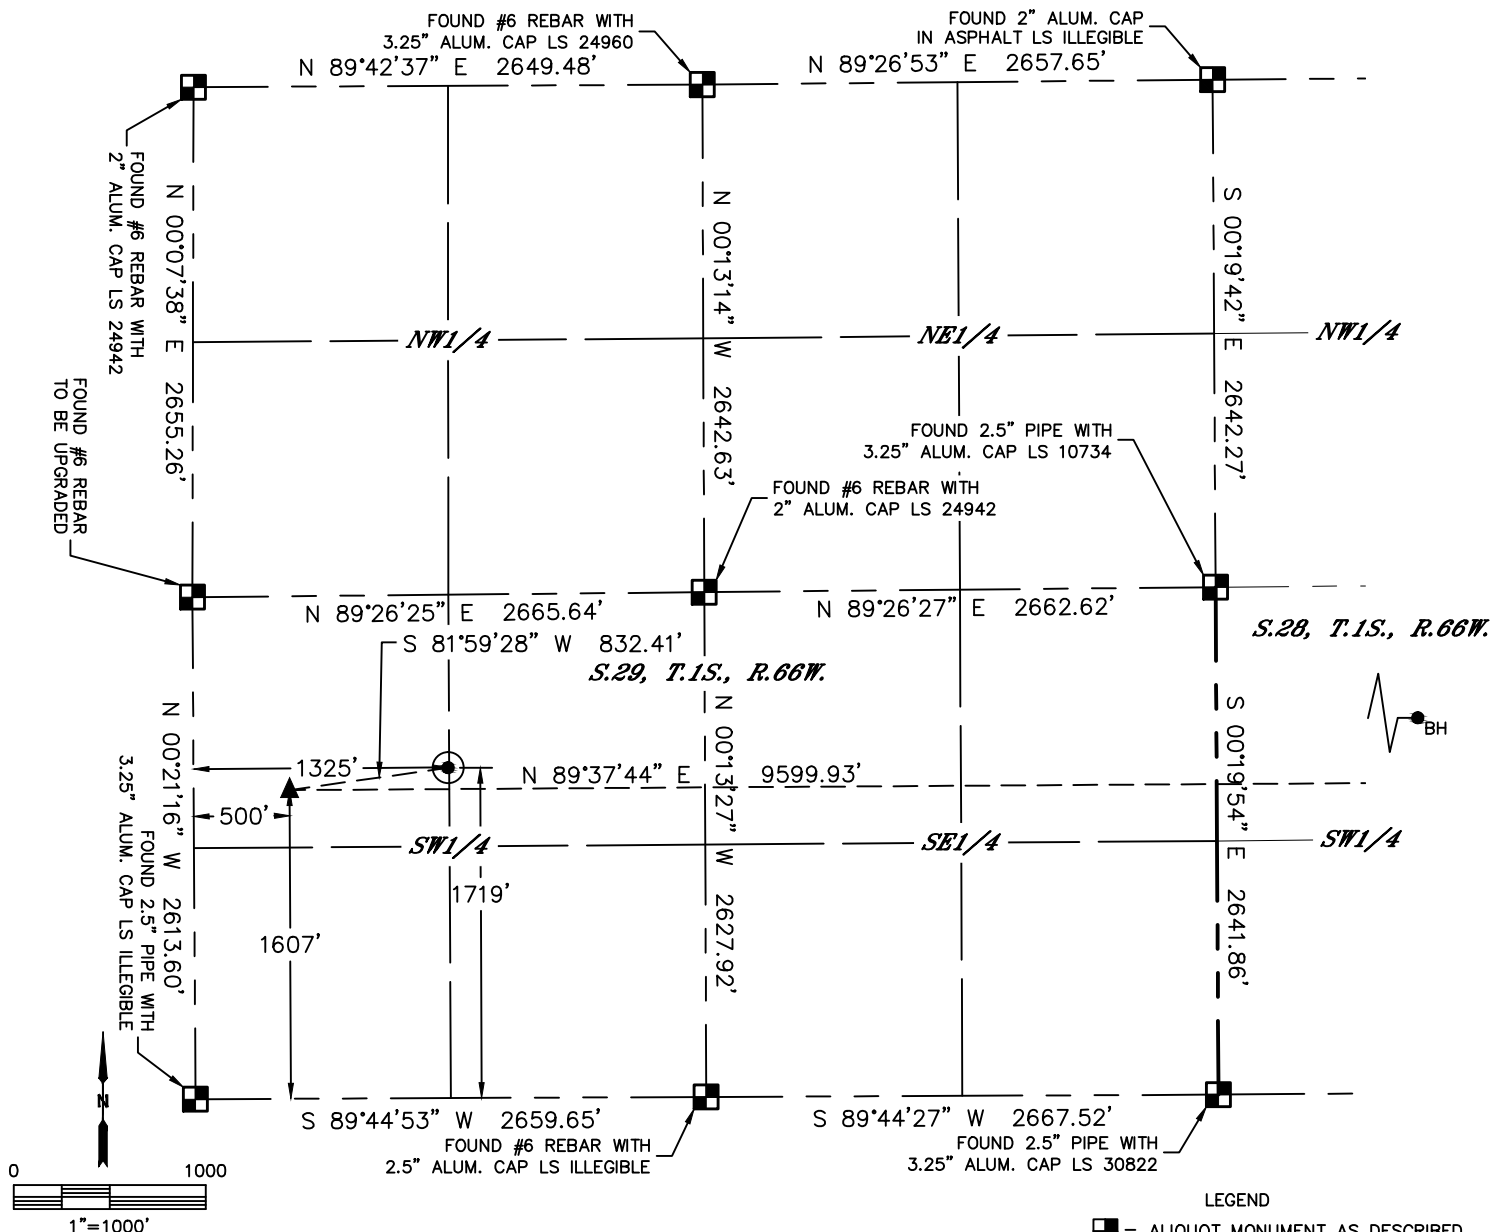 FOUND #6 REBAR WITH
3.25" ALUM. CAP LS 24960
FOUND 2" ALUM. CAP
IN ASPHALT LS ILLEGIBLE
N 89°42'37" E 2649.48'
N 89°26'53" E 2657.65'
FOUND #6 REBAR WITH
2" ALUM. CAP LS 24942
N 00°07'38" E 2655.26'
N 00°13'14" W 2642.63'
S 00°19'42" E 2642.27'
NW1/4
NE1/4
NW1/4
FOUND #6 REBAR
TO BE UPGRADED
FOUND 2.5" PIPE WITH
3.25" ALUM. CAP LS 10734
FOUND #6 REBAR WITH
2" ALUM. CAP LS 24942
N 89°26'25" E 2665.64'
N 89°26'27" E 2662.62'
S 81°59'28" W 832.41'
S.28, T.1S., R.66W.
S.29, T.1S., R.66W.
N 00°21'16" W 2613.60'
N 00°13'27" W 2627.92'
S 00°19'54" E 2641.86'
BH
1325'
N 89°37'44" E 9599.93'
500'
SW1/4
SE1/4
SW1/4
FOUND 2.5" PIPE WITH
3.25" ALUM. CAP LS ILLEGIBLE
1719'
1607'
N
S 89°44'53" W 2659.65'
S 89°44'27" W 2667.52'
FOUND #6 REBAR WITH
2.5" ALUM. CAP LS ILLEGIBLE
FOUND 2.5" PIPE WITH
3.25" ALUM. CAP LS 30822
0 1000
1"=1000'
LEGEND
= ALIQUOT MONUMENT AS DESCRIBED